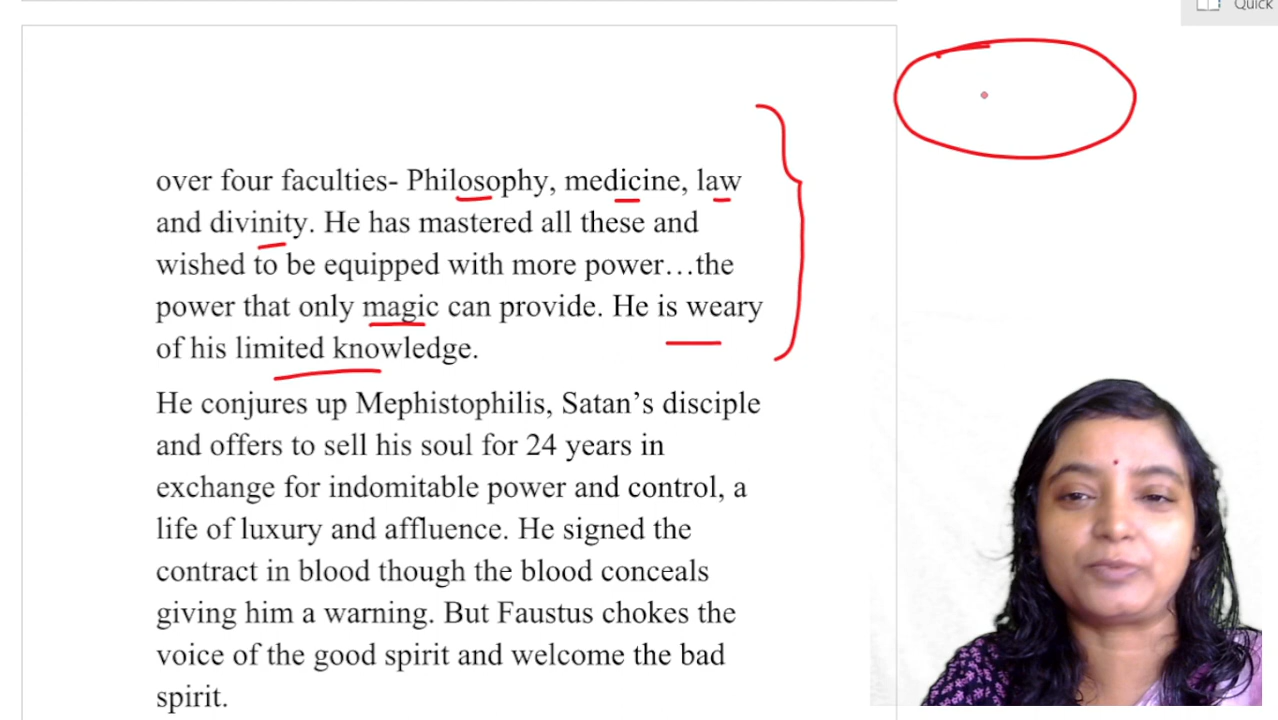 Quick
over four faculties- Philosophy, medicine, law
and divinity. He has mastered all these and
wished to be equipped with more power…the
power that only magic can provide. He is weary
of his limited knowledge.
He conjures up Mephistophilis, Satan’s disciple
and offers to sell his soul for 24 years in
exchange for indomitable power and control, a
life of luxury and affluence. He signed the
contract in blood though the blood conceals
giving him a warning. But Faustus chokes the
voice of the good spirit and welcome the bad
spirit.